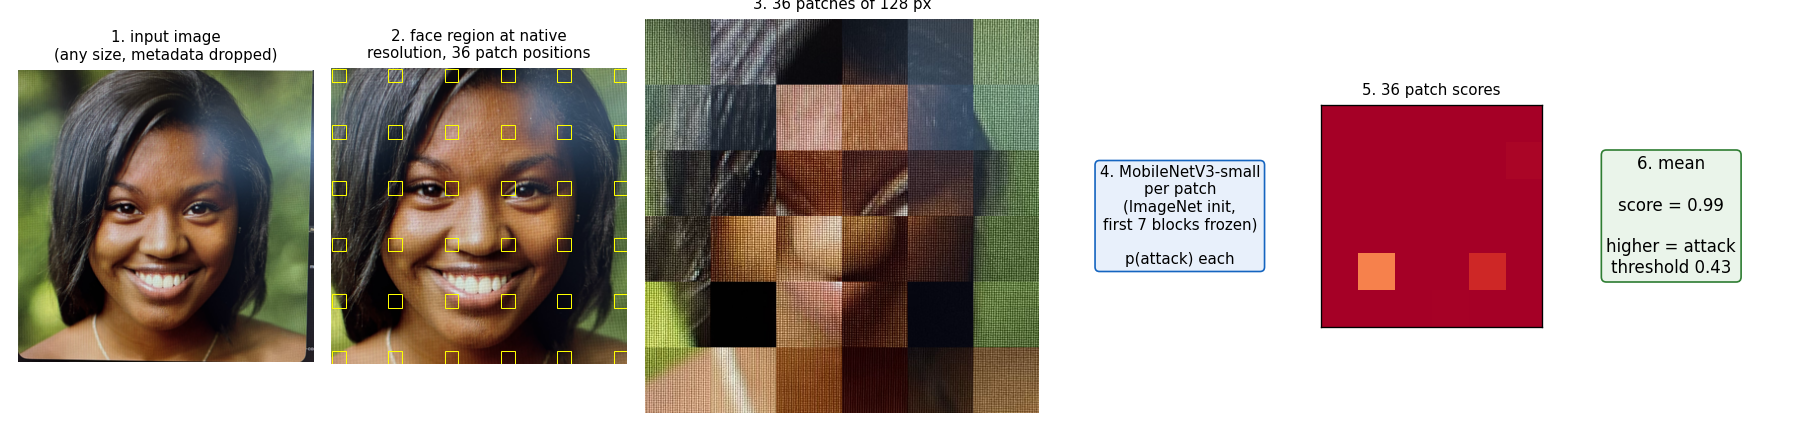 1. input image
(any size, metadata dropped)
2. face region at native
resolution, 36 patch positions
3. 36 patches of 128 px
4. MobileNetV3-small
per patch
(ImageNet init,
first 7 blocks frozen)
p(attack) each
5. 36 patch scores
6. mean
score = 0.99
higher = attack
threshold 0.43